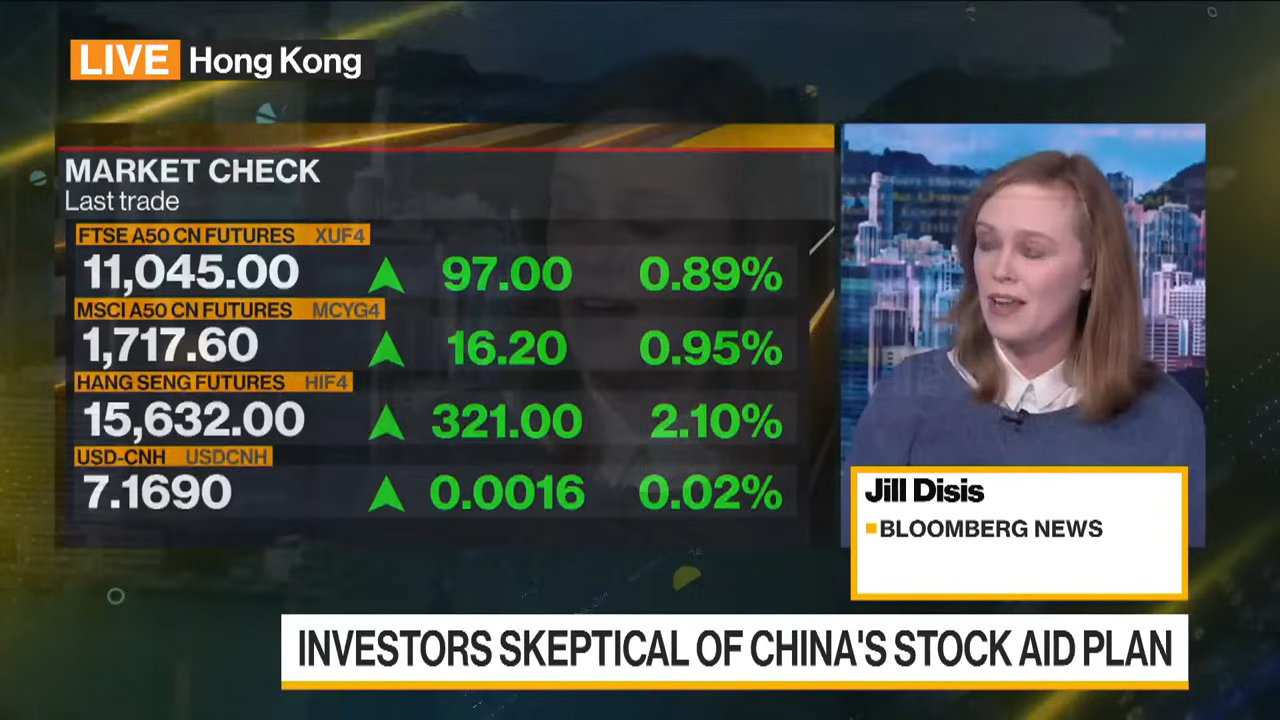 LIVE Hong Kong
MARKET CHECK
Last trade
FTSE A50 CN FUTURES XUF4
11,045.00 ▲ 97.00 0.89%
MSCI A50 CN FUTURES MCYG4
1,717.60 ▲ 16.20 0.95%
HANG SENG FUTURES HIF4
15,632.00 ▲ 321.00 2.10%
USD-CNH USDCNH
7.1690 ▲ 0.0016 0.02%
Jill Disis
BLOOMBERG NEWS
INVESTORS SKEPTICAL OF CHINA'S STOCK AID PLAN